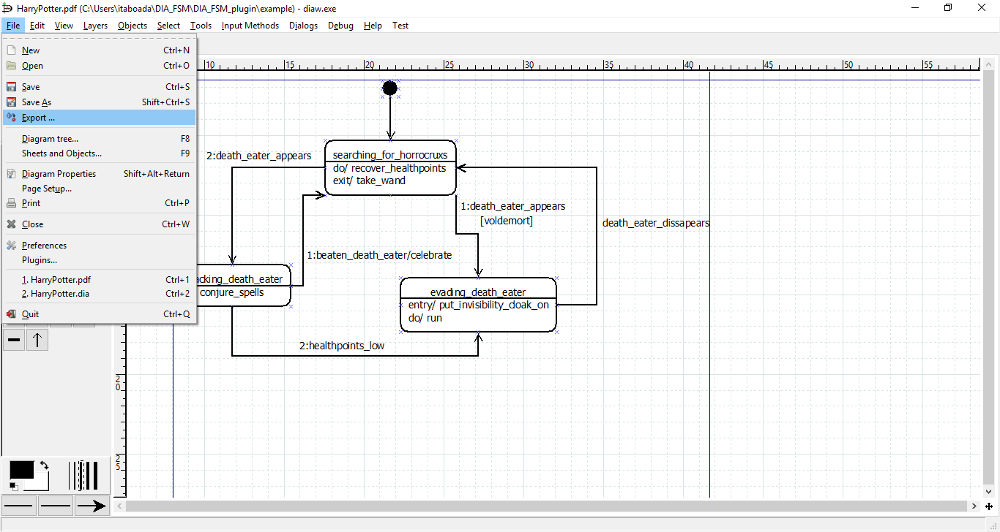 HarryPotter.pdf (C:\Users\itaboada\DIA_FSM\DIA_FSM_plugin\example) - diaw.exe
File Edit View Layers Objects Select Tools Input Methods Dialogs Debug Help Test
New Ctrl+N
Open Ctrl+O
Save Ctrl+S
Save As Shift+Ctrl+S
Export ...
Diagram tree... F8
Sheets and Objects... F9
Diagram Properties Shift+Alt+Return
Page Setup...
Print Ctrl+P
Close Ctrl+W
Preferences
Plugins...
1. HarryPotter.pdf Ctrl+1
2. HarryPotter.dia Ctrl+2
Quit Ctrl+Q
10 15 20 25 30 35 40 45 50 55
searching_for_horrocruxs
do/ recover_healthpoints
exit/ take_wand
2:death_eater_appears
1:death_eater_appears
[voldemort]
death_eater_dissapears
1:beaten_death_eater/celebrate
acking_death_eater
conjure_spells
evading_death_eater
entry/ put_invisibility_cloak_on
do/ run
2:healthpoints_low
20
25